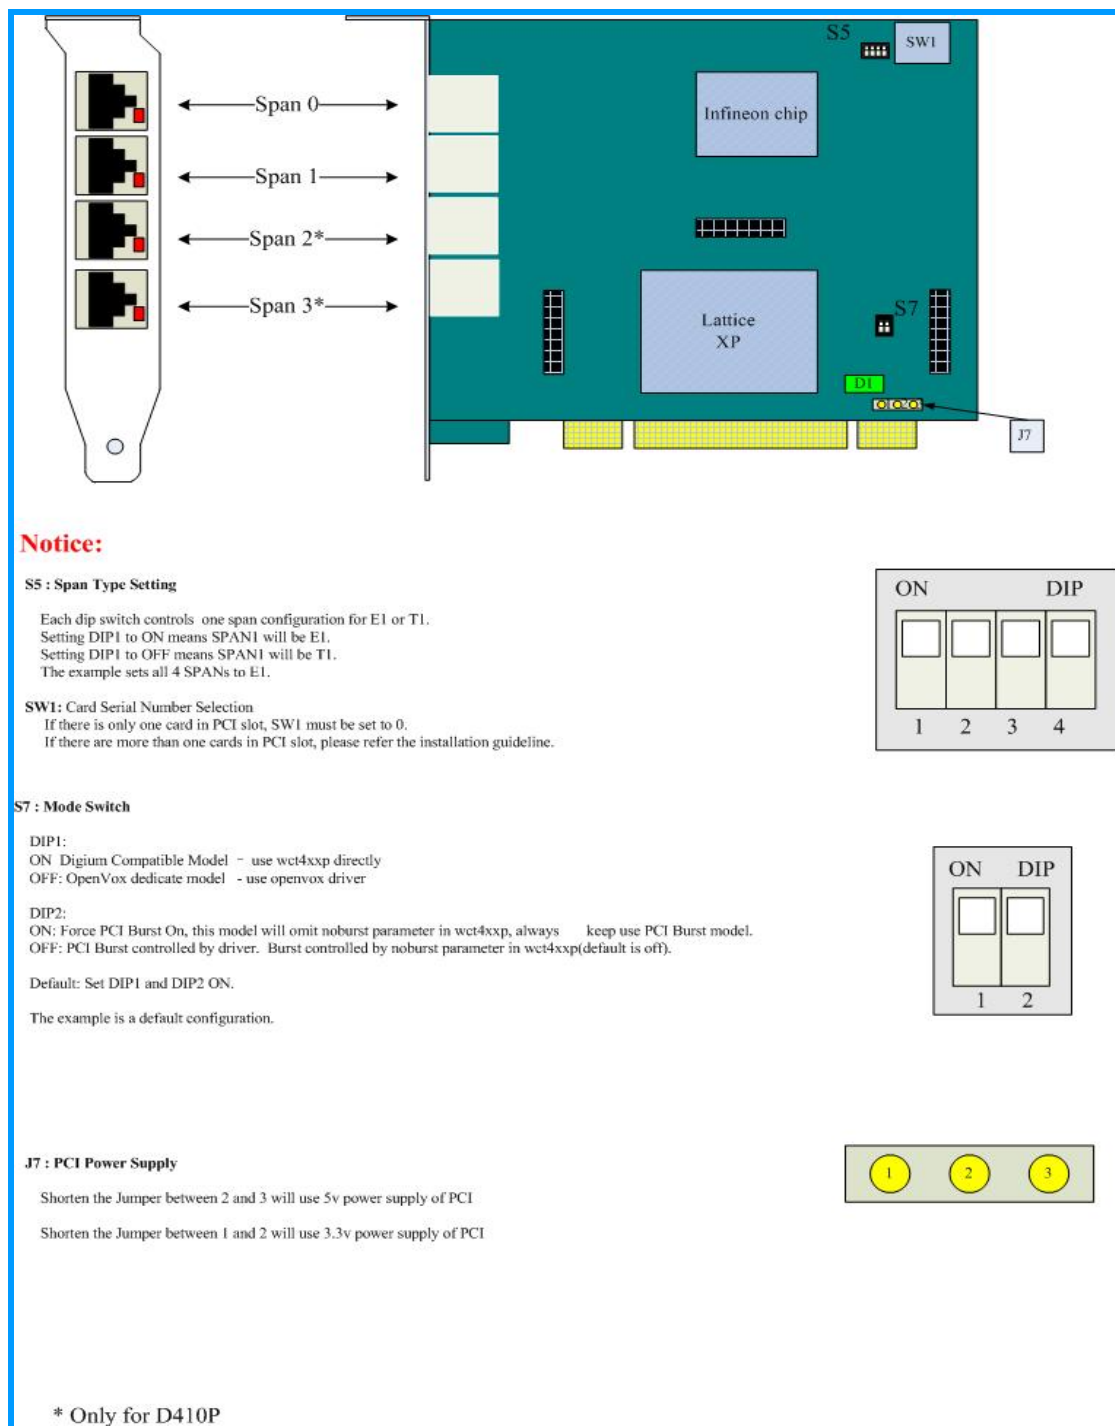 S5
SW1
Span 0
Infineon chip
Span 1
Span 2*
Span 3*
S7
Lattice
XP
D1
J7
Notice:
S5 : Span Type Setting
ON DIP
Each dip switch controls one span configuration for E1 or T1.
Setting DIP1 to ON means SPAN1 will be E1.
Setting DIP1 to OFF means SPAN1 will be T1.
The example sets all 4 SPANs to E1.
1 2 3 4
SW1: Card Serial Number Selection
If there is only one card in PCI slot, SW1 must be set to 0.
If there are more than one cards in PCI slot, please refer the installation guideline.
S7 : Mode Switch
DIP1:
ON Digium Compatible Model - use wct4xxp directly
OFF: OpenVox dedicate model - use openvox driver
ON DIP
DIP2:
ON: Force PCI Burst On, this model will omit noburst parameter in wct4xxp, always keep use PCI Burst model.
OFF: PCI Burst controlled by driver. Burst controlled by noburst parameter in wct4xxp(default is off).
Default: Set DIP1 and DIP2 ON.
1 2
The example is a default configuration.
J7 : PCI Power Supply
1 2 3
Shorten the Jumper between 2 and 3 will use 5v power supply of PCI
Shorten the Jumper between 1 and 2 will use 3.3v power supply of PCI
* Only for D410P